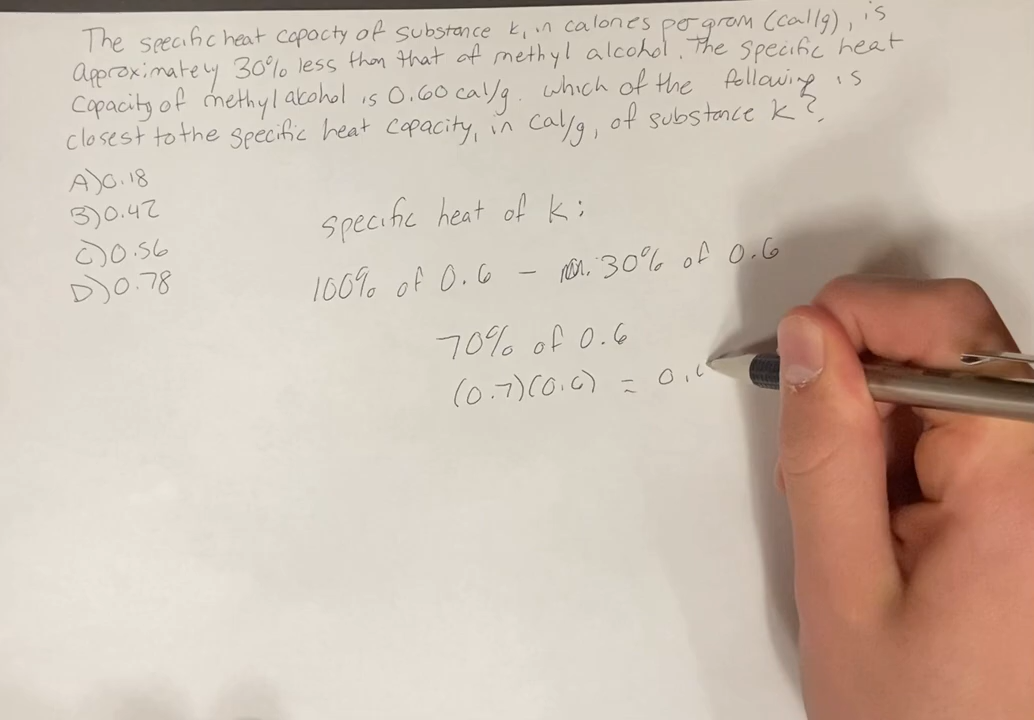 The specific heat capacty of substance k, in calories per gram (cal/g), is
approximately 30% less than that of methyl alcohol. The specific heat
capacity of methyl alcohol is 0.60 cal/g. which of the following is
closest to the specific heat capacity, in cal/g, of substance k?
A) 0.18
B) 0.42
C) 0.56
D) 0.78
specific heat of k:
100% of 0.6 - 30% of 0.6
70% of 0.6
(0.7)(0.6) = 0.